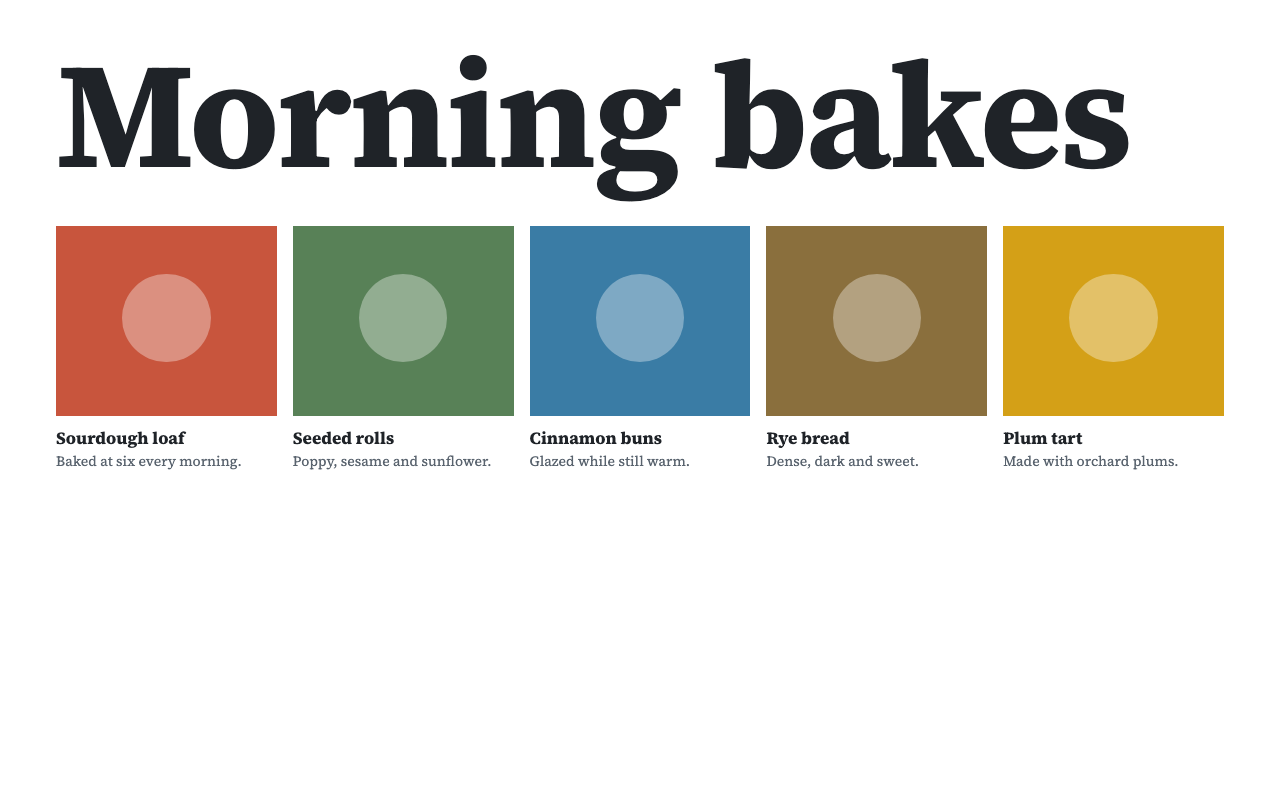 Morning bakes
Sourdough loaf
Baked at six every morning.
Seeded rolls
Poppy, sesame and sunflower.
Cinnamon buns
Glazed while still warm.
Rye bread
Dense, dark and sweet.
Plum tart
Made with orchard plums.